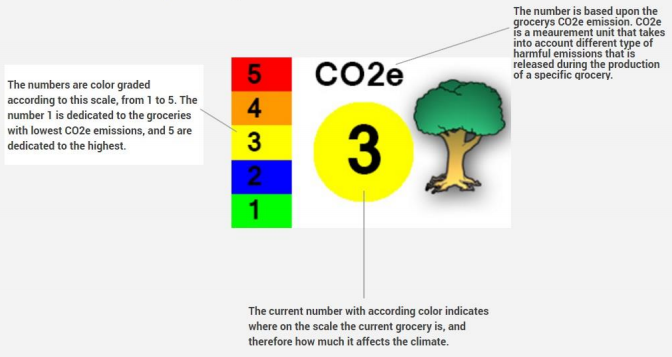 The number is based upon the
grocerys CO2e emission. CO2e
is a meaurement unit that takes
into account different type of
harmful emissions that is
released during the production
of a specific grocery.
The numbers are color graded
according to this scale, from 1 to 5. The
number 1 is dedicated to the groceries
with lowest CO2e emissions, and 5 are
dedicated to the highest.
5
4
3
2
1
CO2e
3
The current number with according color indicates
where on the scale the current grocery is, and
therefore how much it affects the climate.